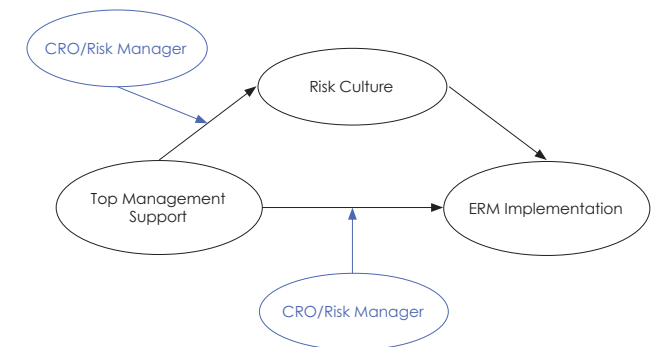 CRO/Risk Manager
Risk Culture
Top Management
Support
ERM Implementation
CRO/Risk Manager